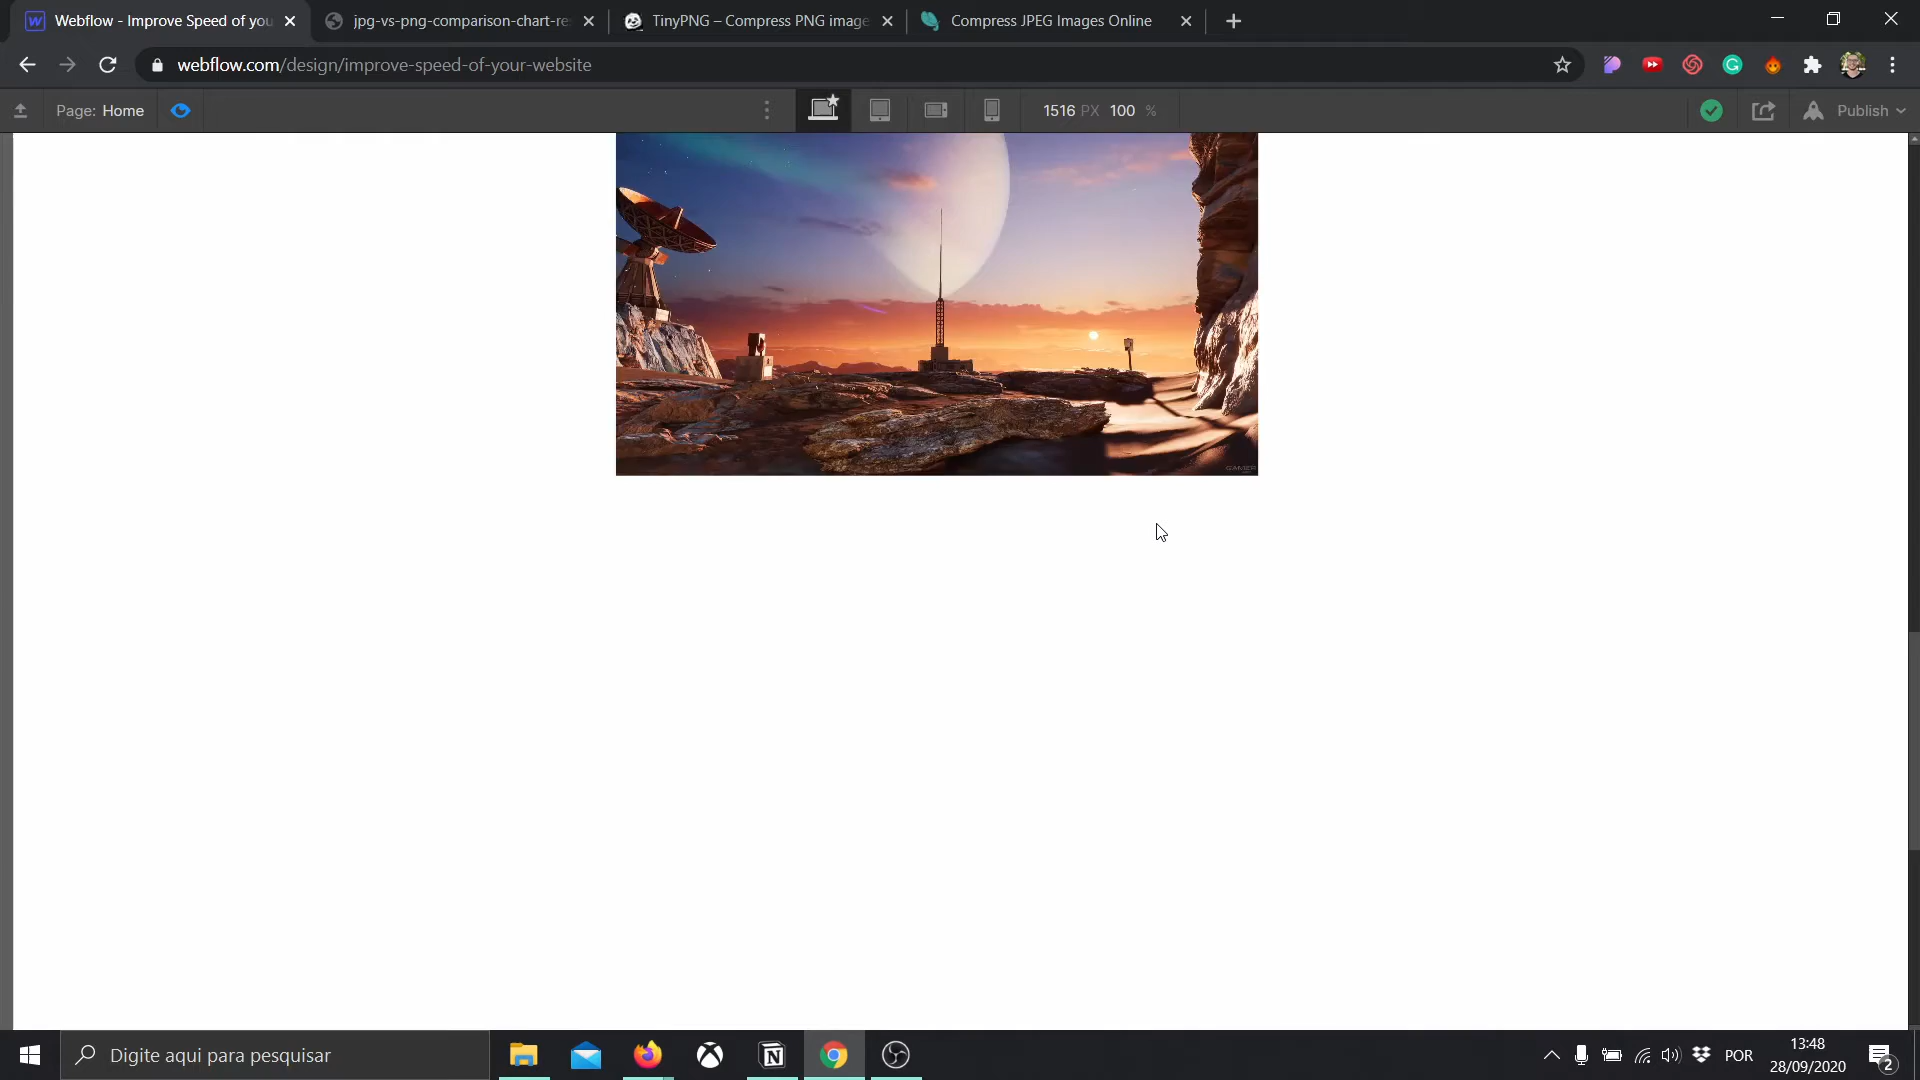 Webflow - Improve Speed of you
jpg-vs-png-comparison-chart-re
TinyPNG – Compress PNG image
Compress JPEG Images Online
webflow.com/design/improve-speed-of-your-website
Page: Home
1516 PX 100 %
Publish
Digite aqui para pesquisar
POR
13:48
28/09/2020
2